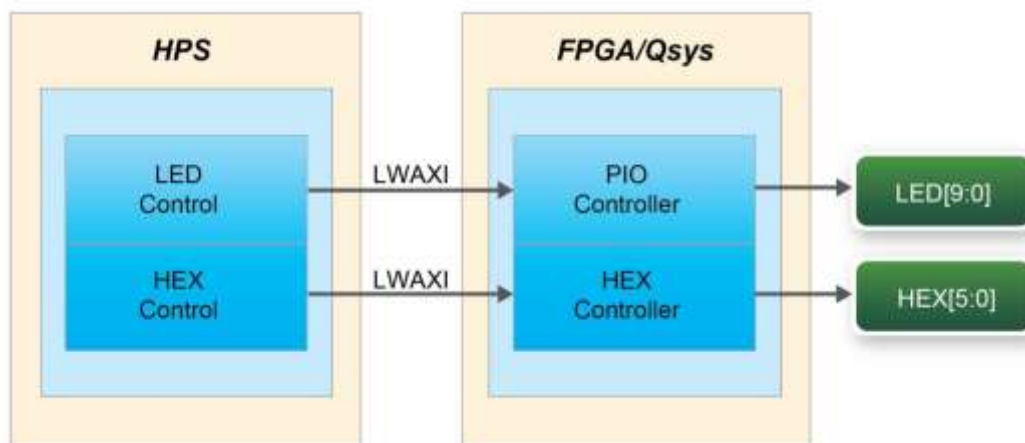 HPS
FPGA/Qsys
LED
Control
LWAXI
PIO
Controller
LED[9:0]
HEX
Control
LWAXI
HEX
Controller
HEX[5:0]